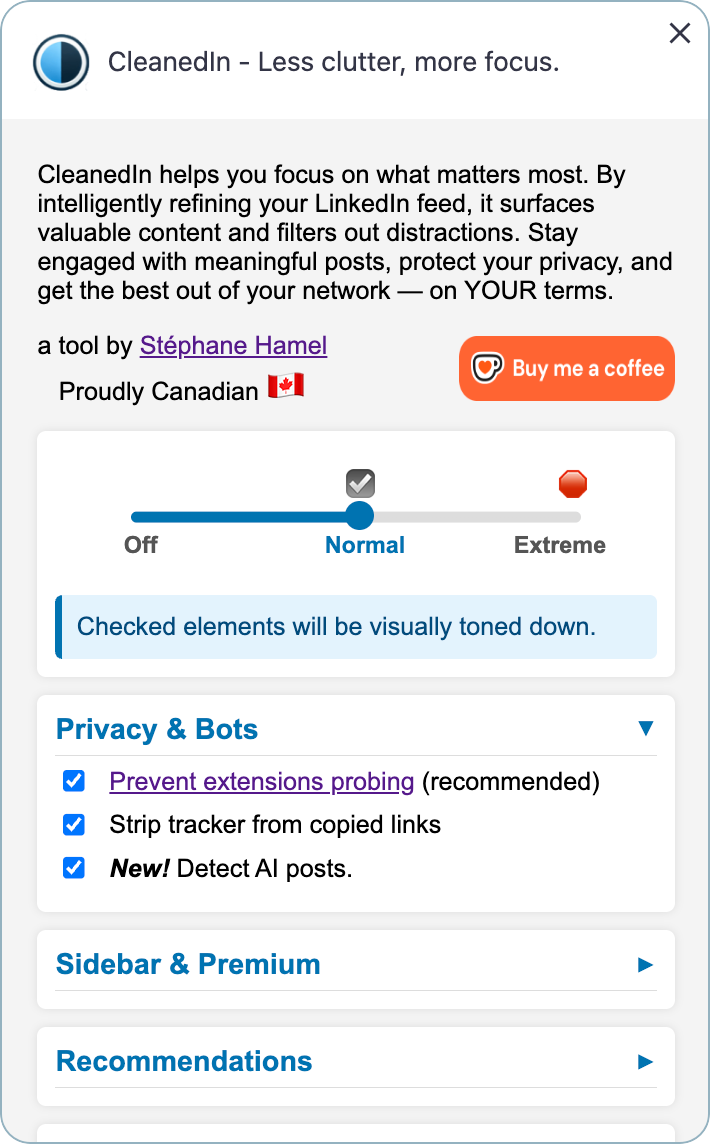 CleanedIn - Less clutter, more focus.
CleanedIn helps you focus on what matters most. By
intelligently refining your LinkedIn feed, it surfaces
valuable content and filters out distractions. Stay
engaged with meaningful posts, protect your privacy, and
get the best out of your network — on YOUR terms.
a tool by Stéphane Hamel
Proudly Canadian 🇨🇦
Buy me a coffee
Off
Normal
Extreme
Checked elements will be visually toned down.
Privacy & Bots
Prevent extensions probing (recommended)
Strip tracker from copied links
New! Detect AI posts.
Sidebar & Premium
Recommendations